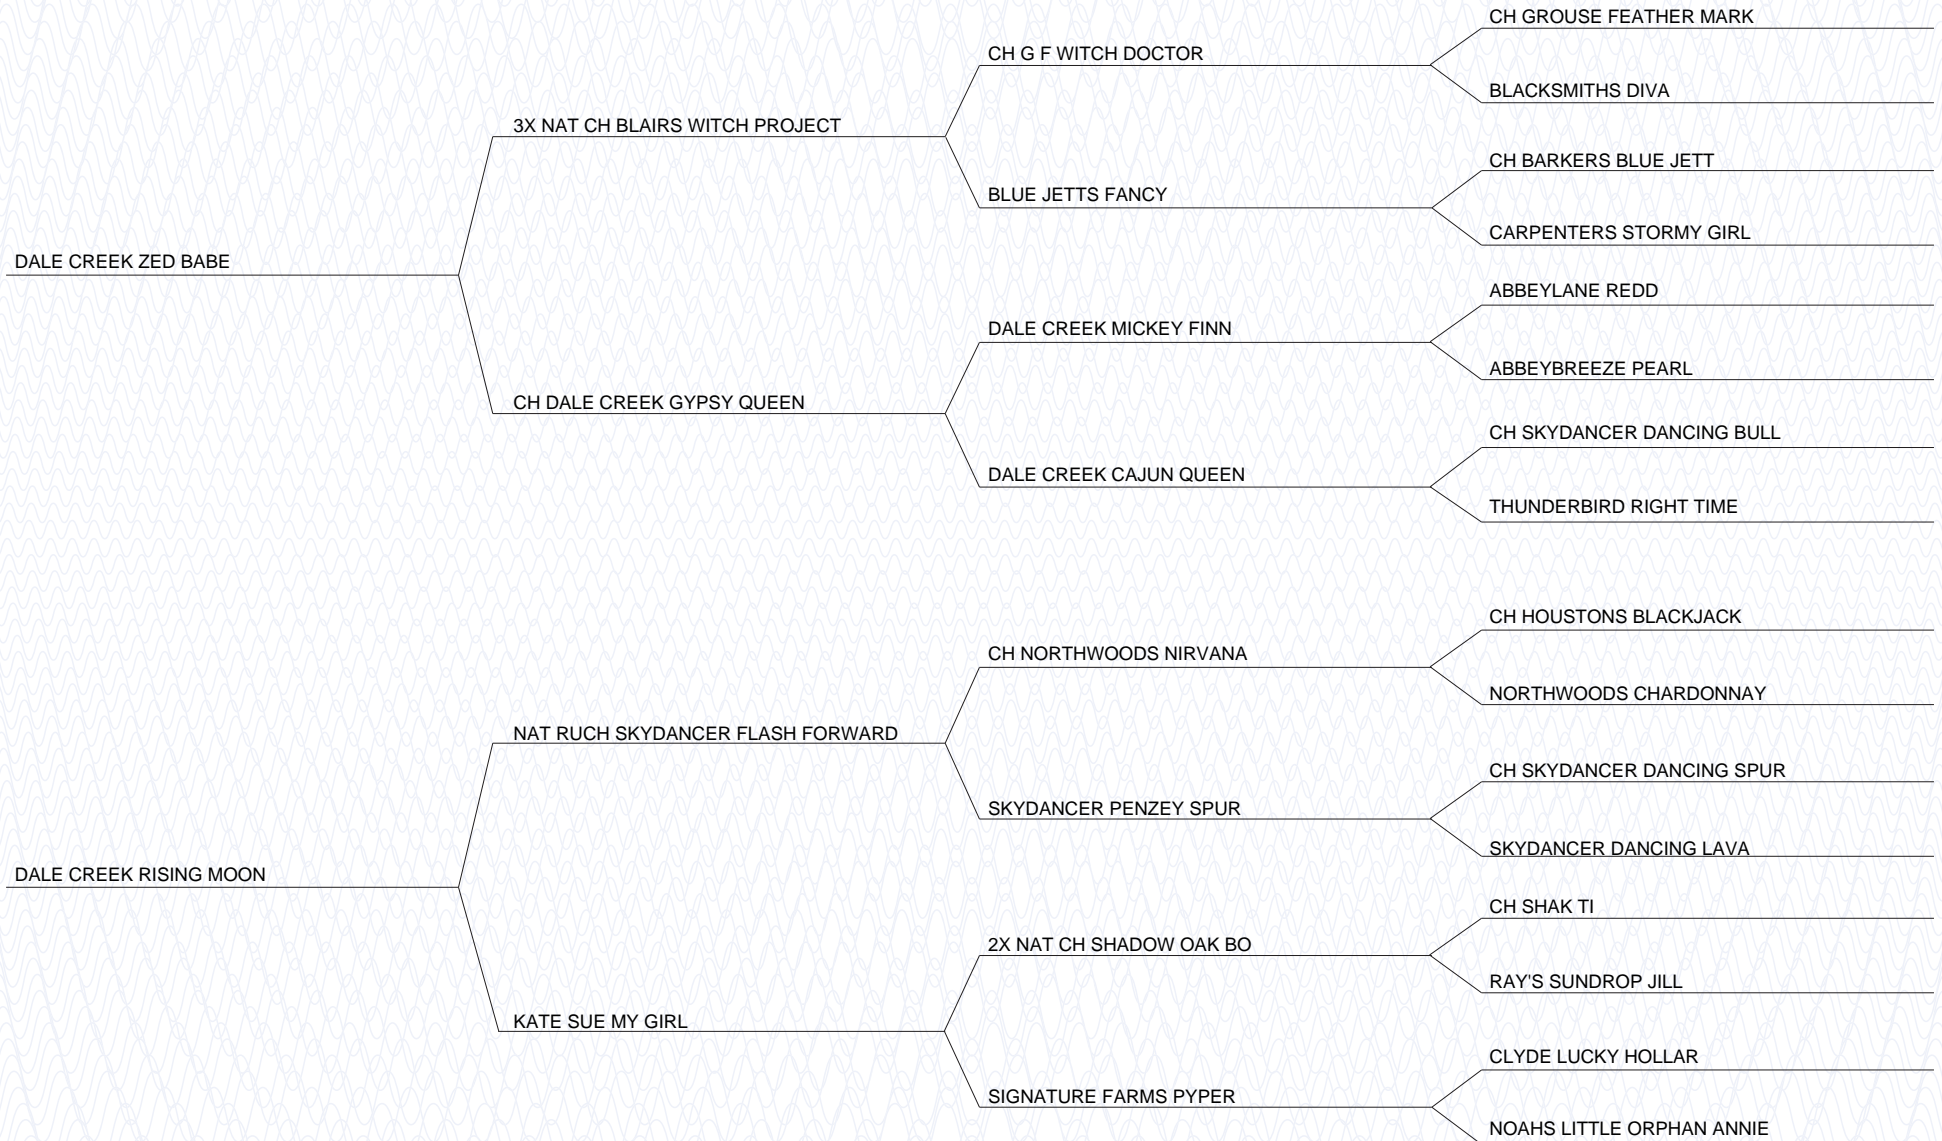 CH GROUSE FEATHER MARK
CH G F WITCH DOCTOR
BLACKSMITHS DIVA
3X NAT CH BLAIRS WITCH PROJECT
CH BARKERS BLUE JETT
BLUE JETTS FANCY
CARPENTERS STORMY GIRL
DALE CREEK ZED BABE
ABBEYLANE REDD
DALE CREEK MICKEY FINN
ABBEYBREEZE PEARL
CH DALE CREEK GYPSY QUEEN
CH SKYDANCER DANCING BULL
DALE CREEK CAJUN QUEEN
THUNDERBIRD RIGHT TIME
CH HOUSTONS BLACKJACK
CH NORTHWOODS NIRVANA
NORTHWOODS CHARDONNAY
NAT RUCH SKYDANCER FLASH FORWARD
CH SKYDANCER DANCING SPUR
SKYDANCER PENZEY SPUR
SKYDANCER DANCING LAVA
DALE CREEK RISING MOON
CH SHAK TI
2X NAT CH SHADOW OAK BO
RAY'S SUNDROP JILL
KATE SUE MY GIRL
CLYDE LUCKY HOLLAR
SIGNATURE FARMS PYPER
NOAHS LITTLE ORPHAN ANNIE